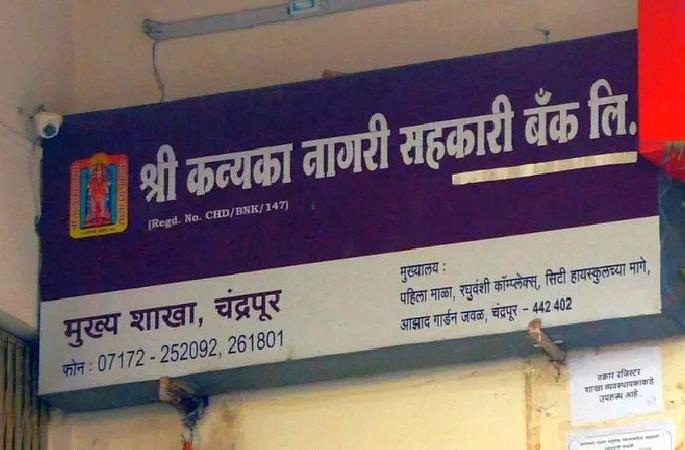 श्री कन्यका नागरी सहकारी बँक लि.
(Regd. No. CHD/BNK/147)
मुख्य शाखा, चंद्रपूर
फोन : 07172 - 252092, 261801
मुख्यालय :
पहिला माळा, रघुवंशी कॉम्प्लेक्स्, सिटी हायस्कुलच्या मागे,
आझाद गार्डन जवळ, चंद्रपूर - 442 402
तक्रार रजिस्टर
शाखा व्यवस्थापकाकडे
उपलब्ध आहे.